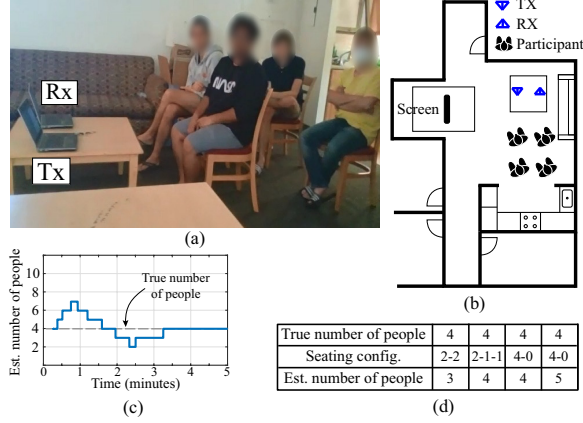 Rx
Tx
(a)
TX
RX
Participant
Screen
(b)
Est. number of people
10
8
6
4
2
True number
of people
0 1 2 3 4 5
Time (minutes)
(c)
True number of people 4 4 4 4
Seating config. 2-2 2-1-1 4-0 4-0
Est. number of people 3 4 4 5
(d)